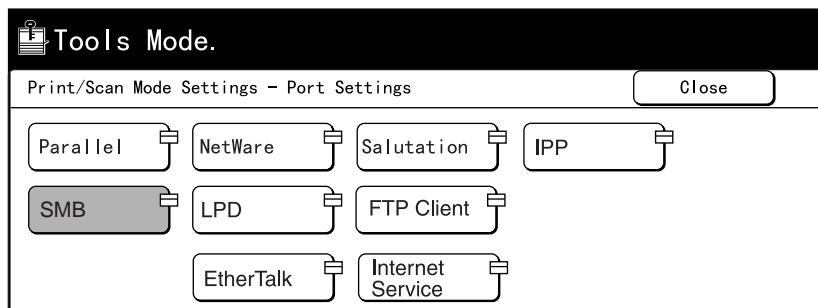 Tools Mode.
Print/Scan Mode Settings - Port Settings
Close
Parallel
NetWare
Salutation
IPP
SMB
LPD
FTP Client
EtherTalk
Internet
Service